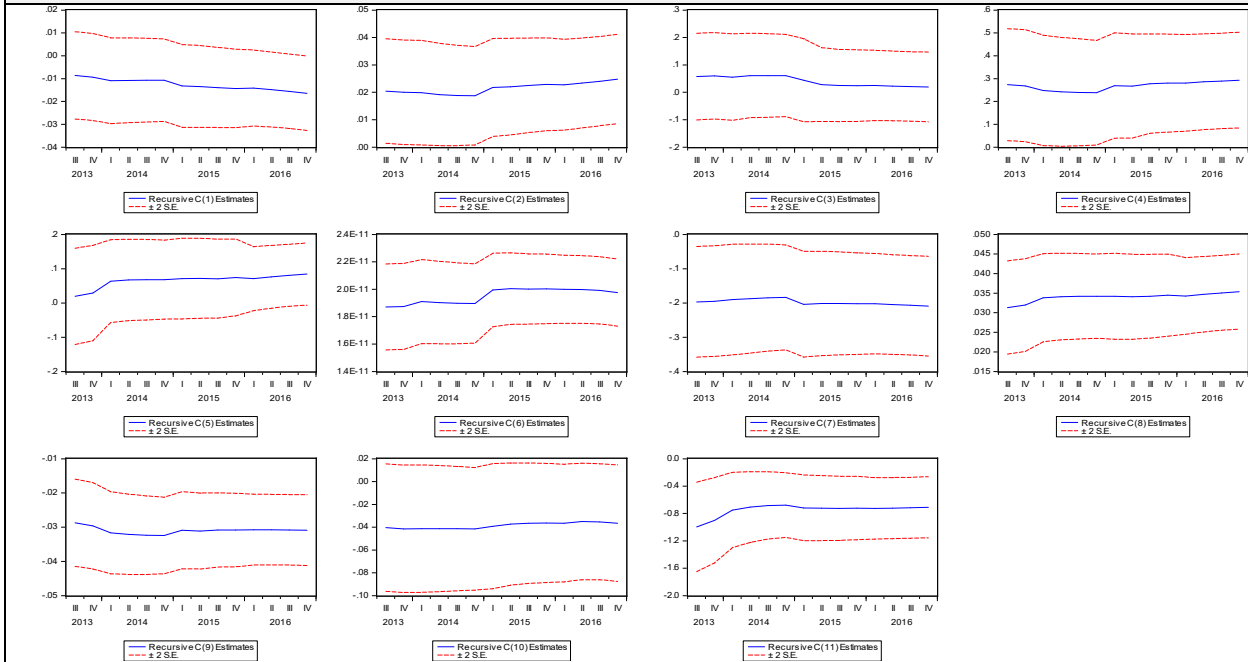 .02
.01
.00
-.01
-.02
-.03
-.04
III IV I II III IV I II III IV I II III IV
2013 2014 2015 2016
Recursive C(1) Estimates
± 2 S.E.
.05
.04
.03
.02
.01
.00
III IV I II III IV I II III IV I II III IV
2013 2014 2015 2016
Recursive C(2) Estimates
± 2 S.E.
.3
.2
.1
.0
-.1
-.2
III IV I II III IV I II III IV I II III IV
2013 2014 2015 2016
Recursive C(3) Estimates
± 2 S.E.
.6
.5
.4
.3
.2
.1
.0
III IV I II III IV I II III IV I II III IV
2013 2014 2015 2016
Recursive C(4) Estimates
± 2 S.E.
.2
.1
.0
-.1
-.2
III IV I II III IV I II III IV I II III IV
2013 2014 2015 2016
Recursive C(5) Estimates
± 2 S.E.
2.4E-11
2.2E-11
2.0E-11
1.8E-11
1.6E-11
1.4E-11
III IV I II III IV I II III IV I II III IV
2013 2014 2015 2016
Recursive C(6) Estimates
± 2 S.E.
.0
-.1
-.2
-.3
-.4
III IV I II III IV I II III IV I II III IV
2013 2014 2015 2016
Recursive C(7) Estimates
± 2 S.E.
.050
.045
.040
.035
.030
.025
.020
.015
III IV I II III IV I II III IV I II III IV
2013 2014 2015 2016
Recursive C(8) Estimates
± 2 S.E.
-.01
-.02
-.03
-.04
-.05
III IV I II III IV I II III IV I II III IV
2013 2014 2015 2016
Recursive C(9) Estimates
± 2 S.E.
.02
.00
-.02
-.04
-.06
-.08
-.10
III IV I II III IV I II III IV I II III IV
2013 2014 2015 2016
Recursive C(10) Estimates
± 2 S.E.
0.0
-0.4
-0.8
-1.2
-1.6
-2.0
III IV I II III IV I II III IV I II III IV
2013 2014 2015 2016
Recursive C(11) Estimates
± 2 S.E.